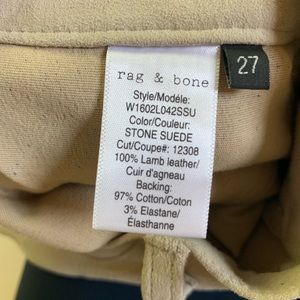 rag & bone
27
Style/Modéle:
W1602L042SSU
Color/Couleur:
STONE SUEDE
Cut/Coupe#: 12308
100% Lamb leather/
Cuir d'agneau
Backing:
97% Cotton/Coton
3% Elastane/
Élasthanne